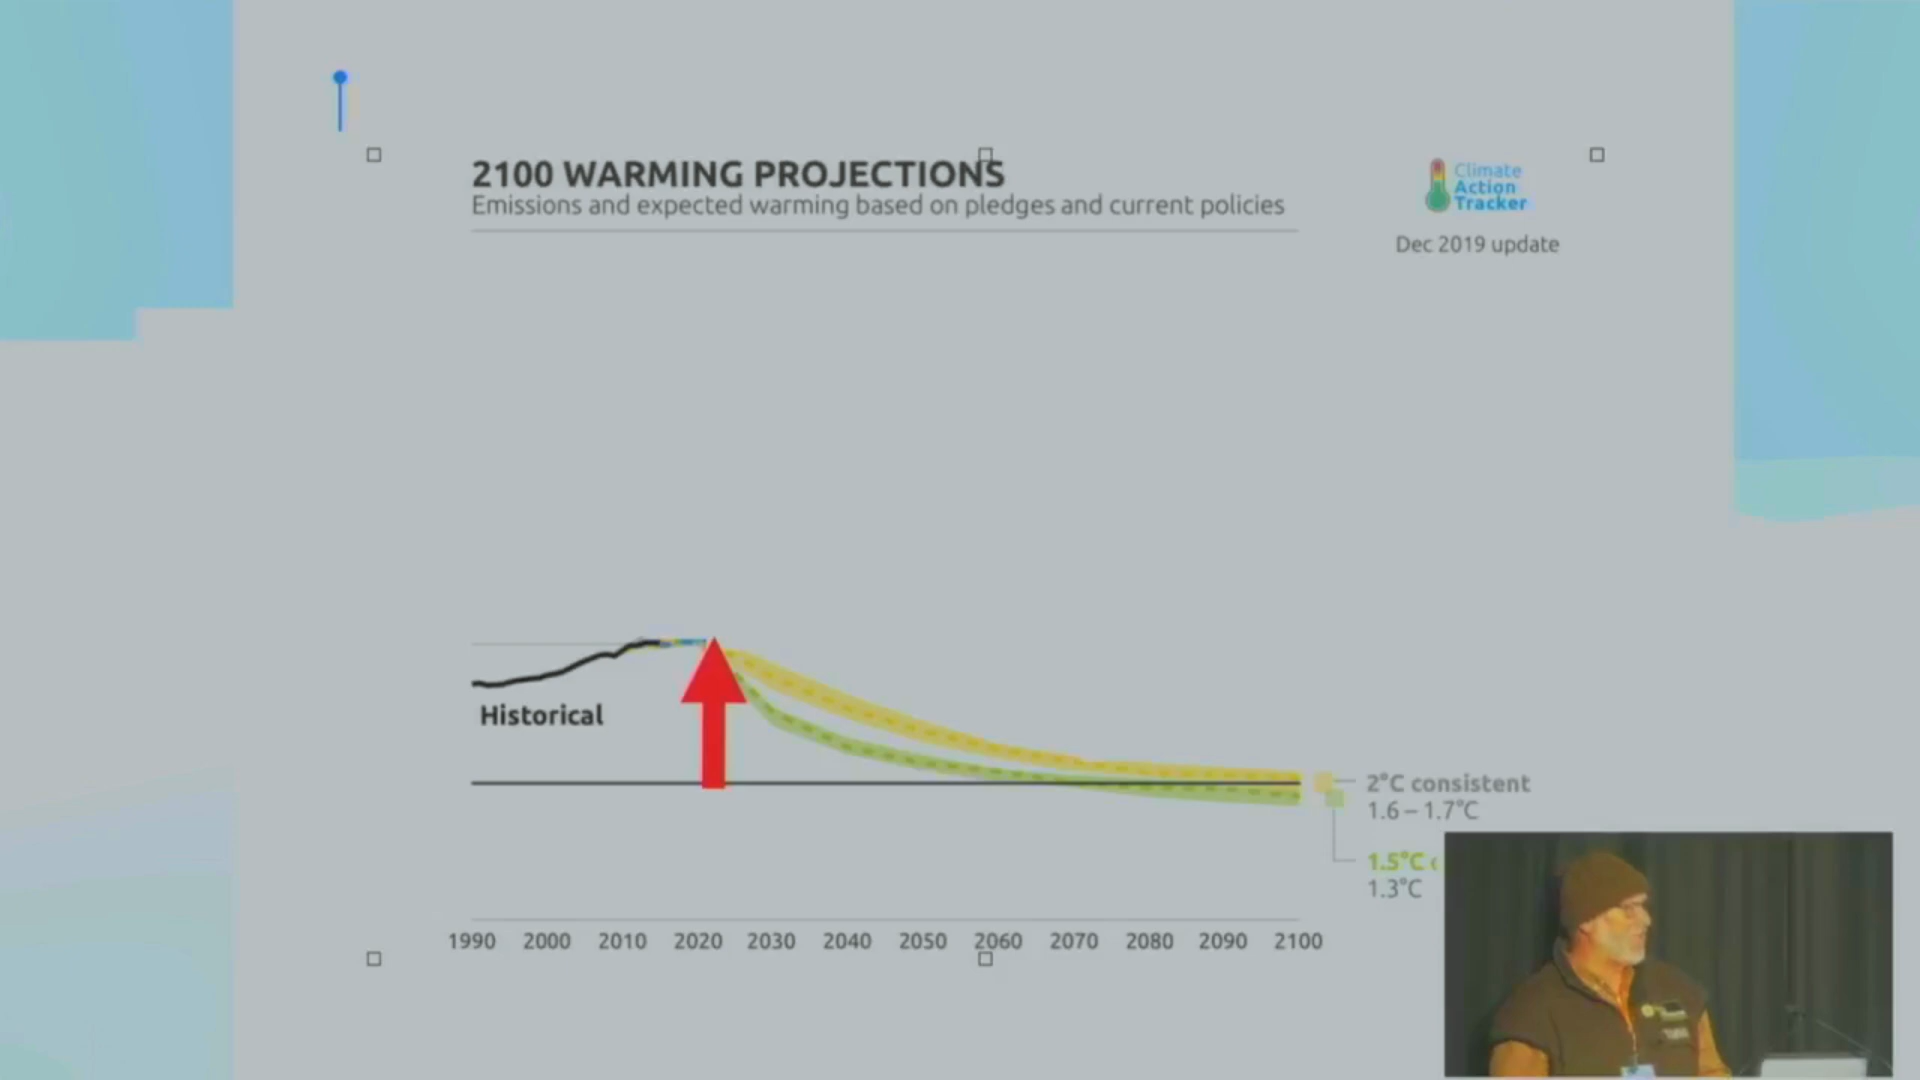 2100 WARMING PROJECTIONS
Emissions and expected warming based on pledges and current policies
Climate
Action
Tracker
Dec 2019 update
Historical
2°C consistent
1.6 – 1.7°C
1.5°C
1.3°C
1990 2000 2010 2020 2030 2040 2050 2060 2070 2080 2090 2100